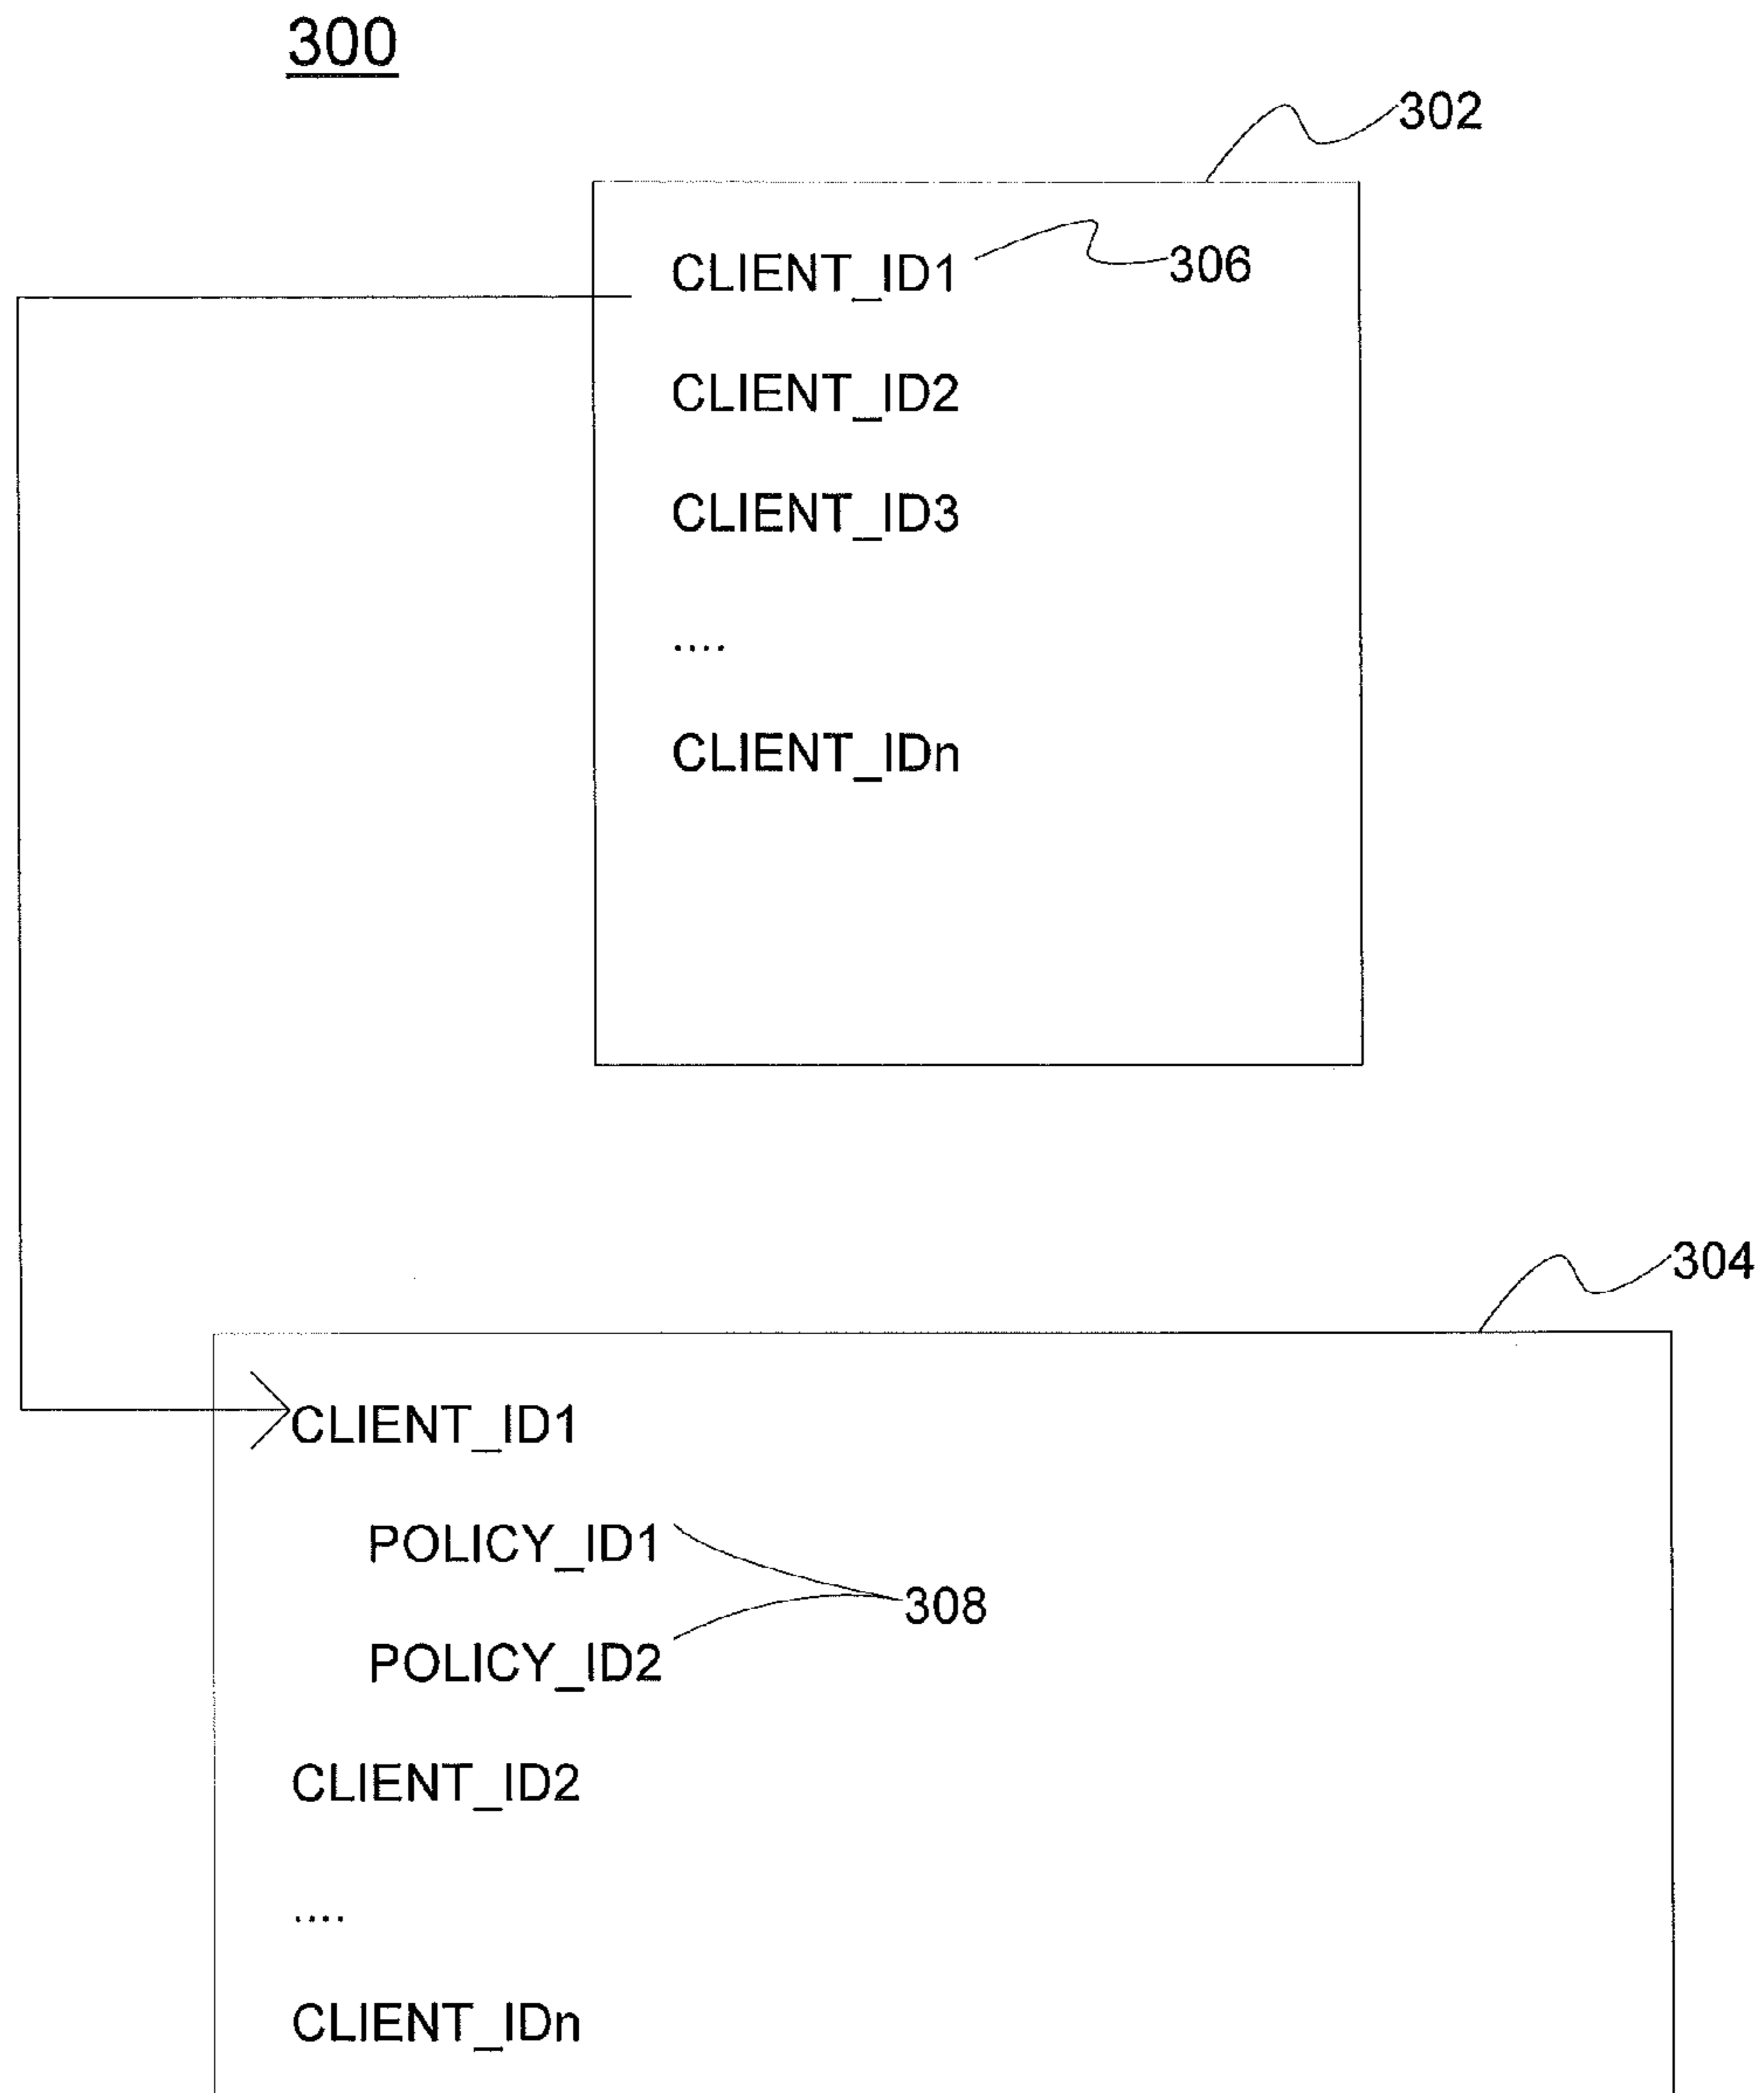 300
302
CLIENT_ID1
306
CLIENT_ID2
CLIENT_ID3
....
CLIENT_IDn
304
CLIENT_ID1
POLICY_ID1
308
POLICY_ID2
CLIENT_ID2
....
CLIENT_IDn